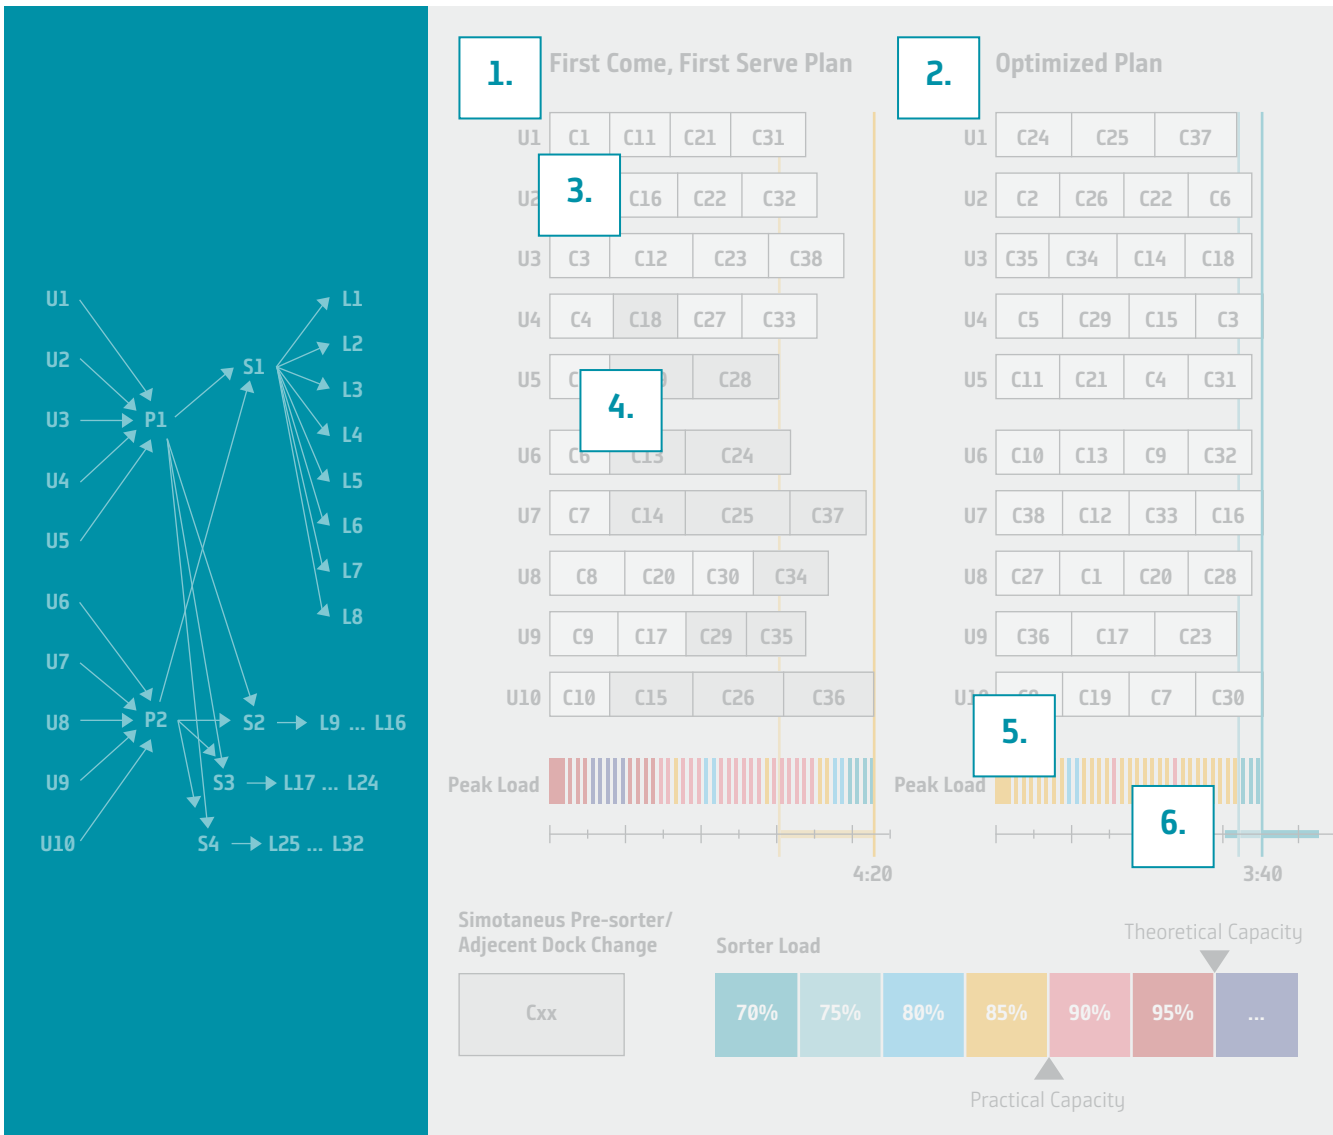 U1
U2
U3
U4
U5
U6
U7
U8
U9
U10
P1
P2
S1
S2
S3
S4
L1
L2
L3
L4
L5
L6
L7
L8
L9 ... L16
L17 ... L24
L25 ... L32
1.
First Come, First Serve Plan
U1 C1 C11 C21 C31
U2 C16 C22 C32
3.
U3 C3 C12 C23 C38
U4 C4 C18 C27 C33
U5 C28
4.
U6 C6 C13 C24
U7 C7 C14 C25 C37
U8 C8 C20 C30 C34
U9 C9 C17 C29 C35
U10 C10 C15 C26 C36
Peak Load
4:20
2.
Optimized Plan
U1 C24 C25 C37
U2 C2 C26 C22 C6
U3 C35 C34 C14 C18
U4 C5 C29 C15 C3
U5 C11 C21 C4 C31
U6 C10 C13 C9 C32
U7 C38 C12 C33 C16
U8 C27 C1 C20 C28
U9 C36 C17 C23
U10 C19 C7 C30
5.
Peak Load
6.
3:40
Simotaneus Pre-sorter/
Adjecent Dock Change
Cxx
Sorter Load
Theoretical Capacity
70% 75% 80% 85% 90% 95% ...
Practical Capacity